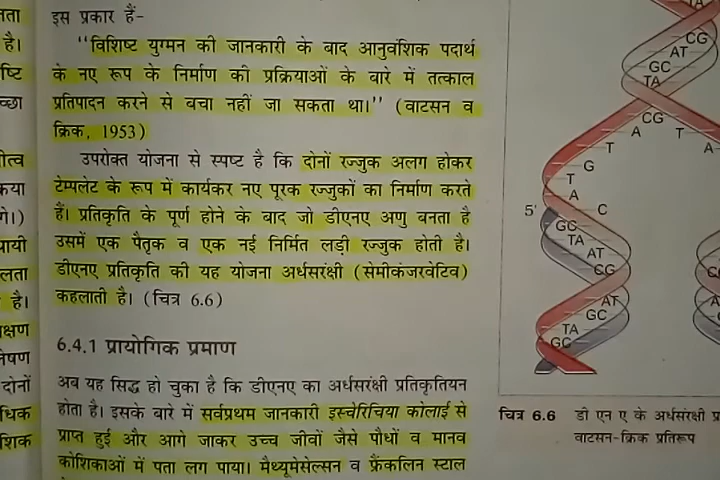 इस प्रकार हैं-
‘‘विशिष्ट युग्मन की जानकारी के बाद आनुवंशिक पदार्थ
के नए रूप के निर्माण की प्रक्रियाओं के बारे में तत्काल
प्रतिपादन करने से बचा नहीं जा सकता था।’’ (वाटसन व
क्रिक, 1953)
उपरोक्त योजना से स्पष्ट है कि दोनों रज्जुक अलग होकर
टेम्पलेट के रूप में कार्यकर नए पूरक रज्जुकों का निर्माण करते
हैं। प्रतिकृति के पूर्ण होने के बाद जो डीएनए अणु बनता है
उसमें एक पैतृक व एक नई निर्मित लड़ी रज्जुक होती है।
डीएनए प्रतिकृति की यह योजना अर्धसरंक्षी (सेमीकंजरवेटिव)
कहलाती है। (चित्र 6.6)
6.4.1 प्रायोगिक प्रमाण
अब यह सिद्ध हो चुका है कि डीएनए का अर्धसरंक्षी प्रतिकृतियन
होता है। इसके बारे में सर्वप्रथम जानकारी इस्चेरिचिया कोलाई से
प्राप्त हुई और आगे जाकर उच्च जीवों जैसे पौधों व मानव
कोशिकाओं में पता लग पाया। मैथ्यूमेसेल्सन व फ्रैंकलिन स्टाल
है।
गे।)
है।
दोनों
TA
CG
AT
GC
TA
CG
A
T
T
A
G
T
A
C
5'
GC
TA
AT
CG
AT
GC
TA
GC
चित्र 6.6 डी एन ए के अर्धसरंक्षी
वाटसन-क्रिक प्रतिरूप